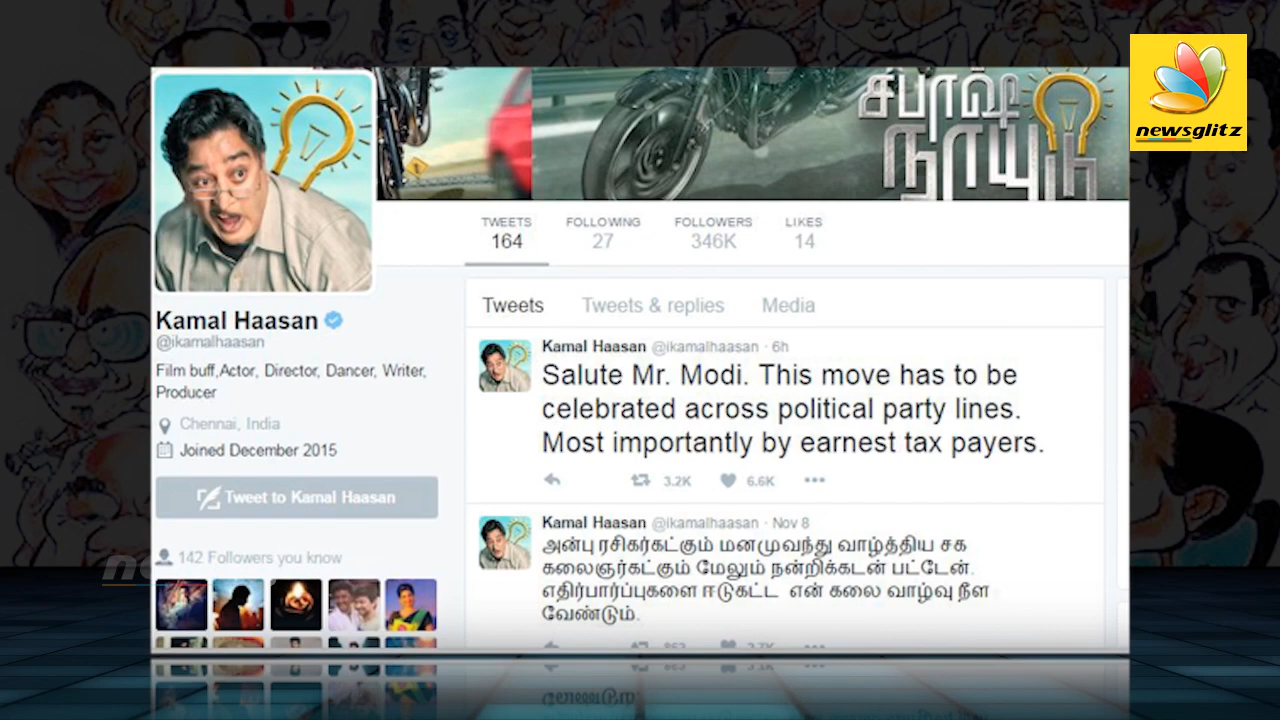 சபாஷ்
நாயுடு
newsglitz
TWEETS FOLLOWING FOLLOWERS LIKES
164 27 346K 14
Kamal Haasan
@ikamalhaasan
Film buff,Actor, Director, Dancer, Writer,
Producer
Chennai, India
Joined December 2015
Tweet to Kamal Haasan
142 Followers you know
Tweets Tweets & replies Media
Kamal Haasan @ikamalhaasan · 6h
Salute Mr. Modi. This move has to be
celebrated across political party lines.
Most importantly by earnest tax payers.
3.2K 6.6K
Kamal Haasan @ikamalhaasan · Nov 8
அன்பு ரசிகர்கட்கும் மனமுவந்து வாழ்த்திய சக
கலைஞர்கட்கும் மேலும் நன்றிக்கடன் பட்டேன்.
எதிர்பார்ப்புகளை ஈடுகட்ட என் கலை வாழ்வு நீள
வேண்டும்.